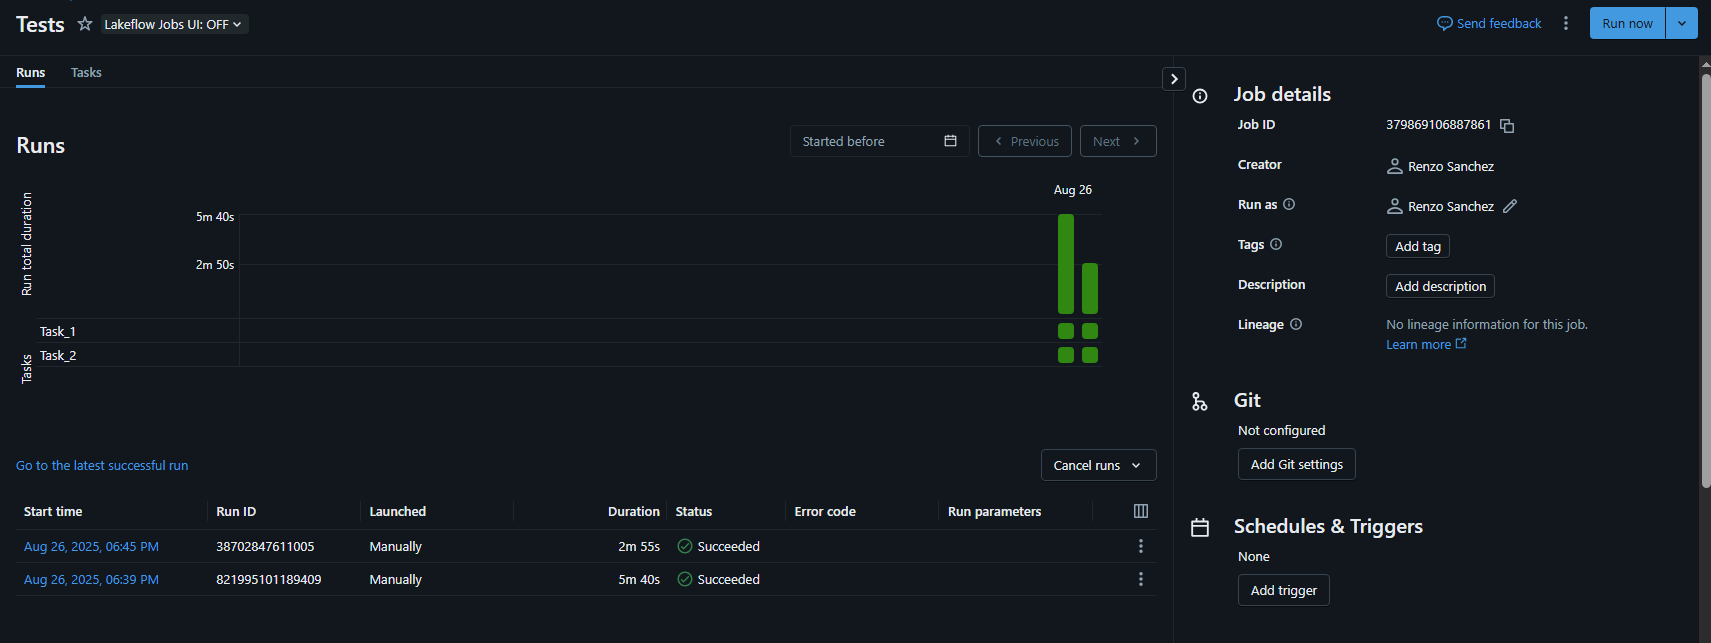 Tests Lakeflow Jobs UI: OFF
Send feedback
Run now
Runs Tasks
Runs
Started before
Previous
Next
Aug 26
Run total duration
5m 40s
2m 50s
Tasks
Task_1
Task_2
Go to the latest successful run
Cancel runs
Start time Run ID Launched Duration Status Error code Run parameters
Aug 26, 2025, 06:45 PM 38702847611005 Manually 2m 55s Succeeded
Aug 26, 2025, 06:39 PM 821995101189409 Manually 5m 40s Succeeded
Job details
Job ID 379869106887861
Creator Renzo Sanchez
Run as Renzo Sanchez
Tags Add tag
Description Add description
Lineage No lineage information for this job.
Learn more
Git
Not configured
Add Git settings
Schedules & Triggers
None
Add trigger